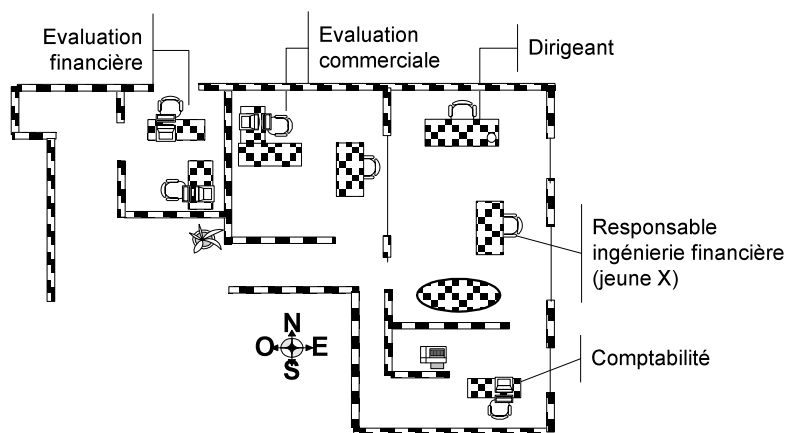 Evaluation
financière
Evaluation
commerciale
Dirigeant
Responsable
ingénierie financière
(jeune X)
N
O E
S
Comptabilité